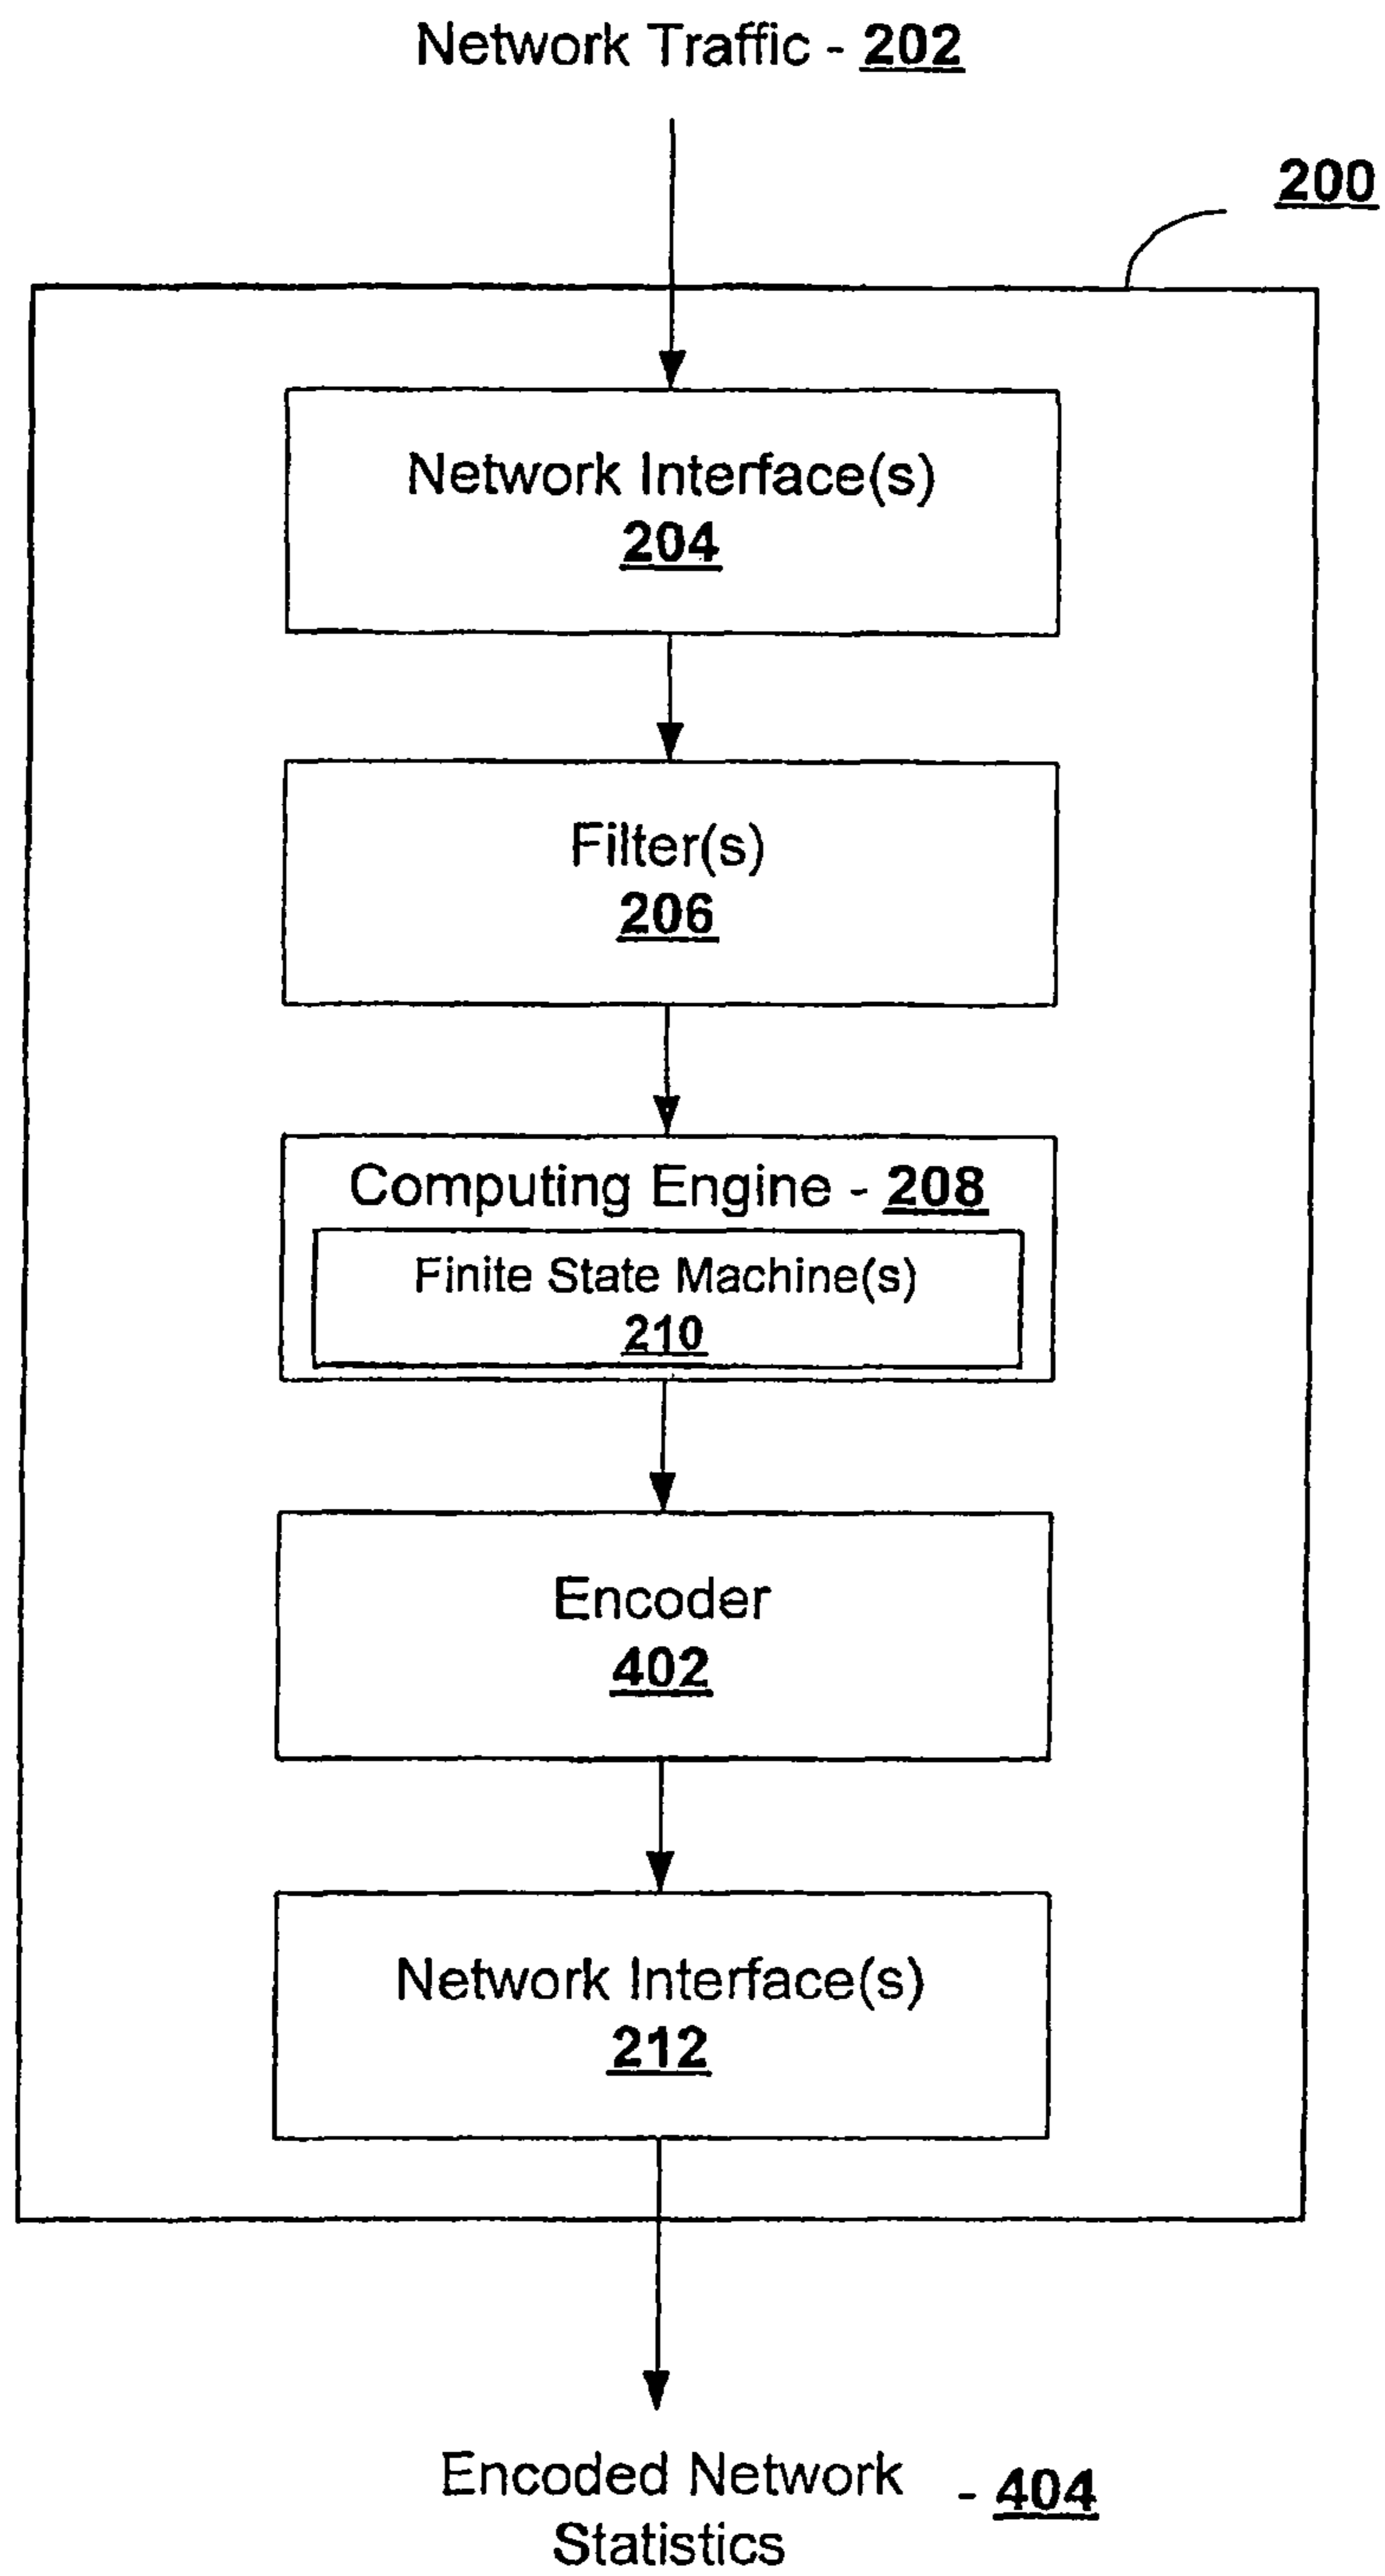 Network Traffic - 202
200
Network Interface(s)
204
Filter(s)
206
Computing Engine - 208
Finite State Machine(s)
210
Encoder
402
Network Interface(s)
212
Encoded Network - 404
Statistics